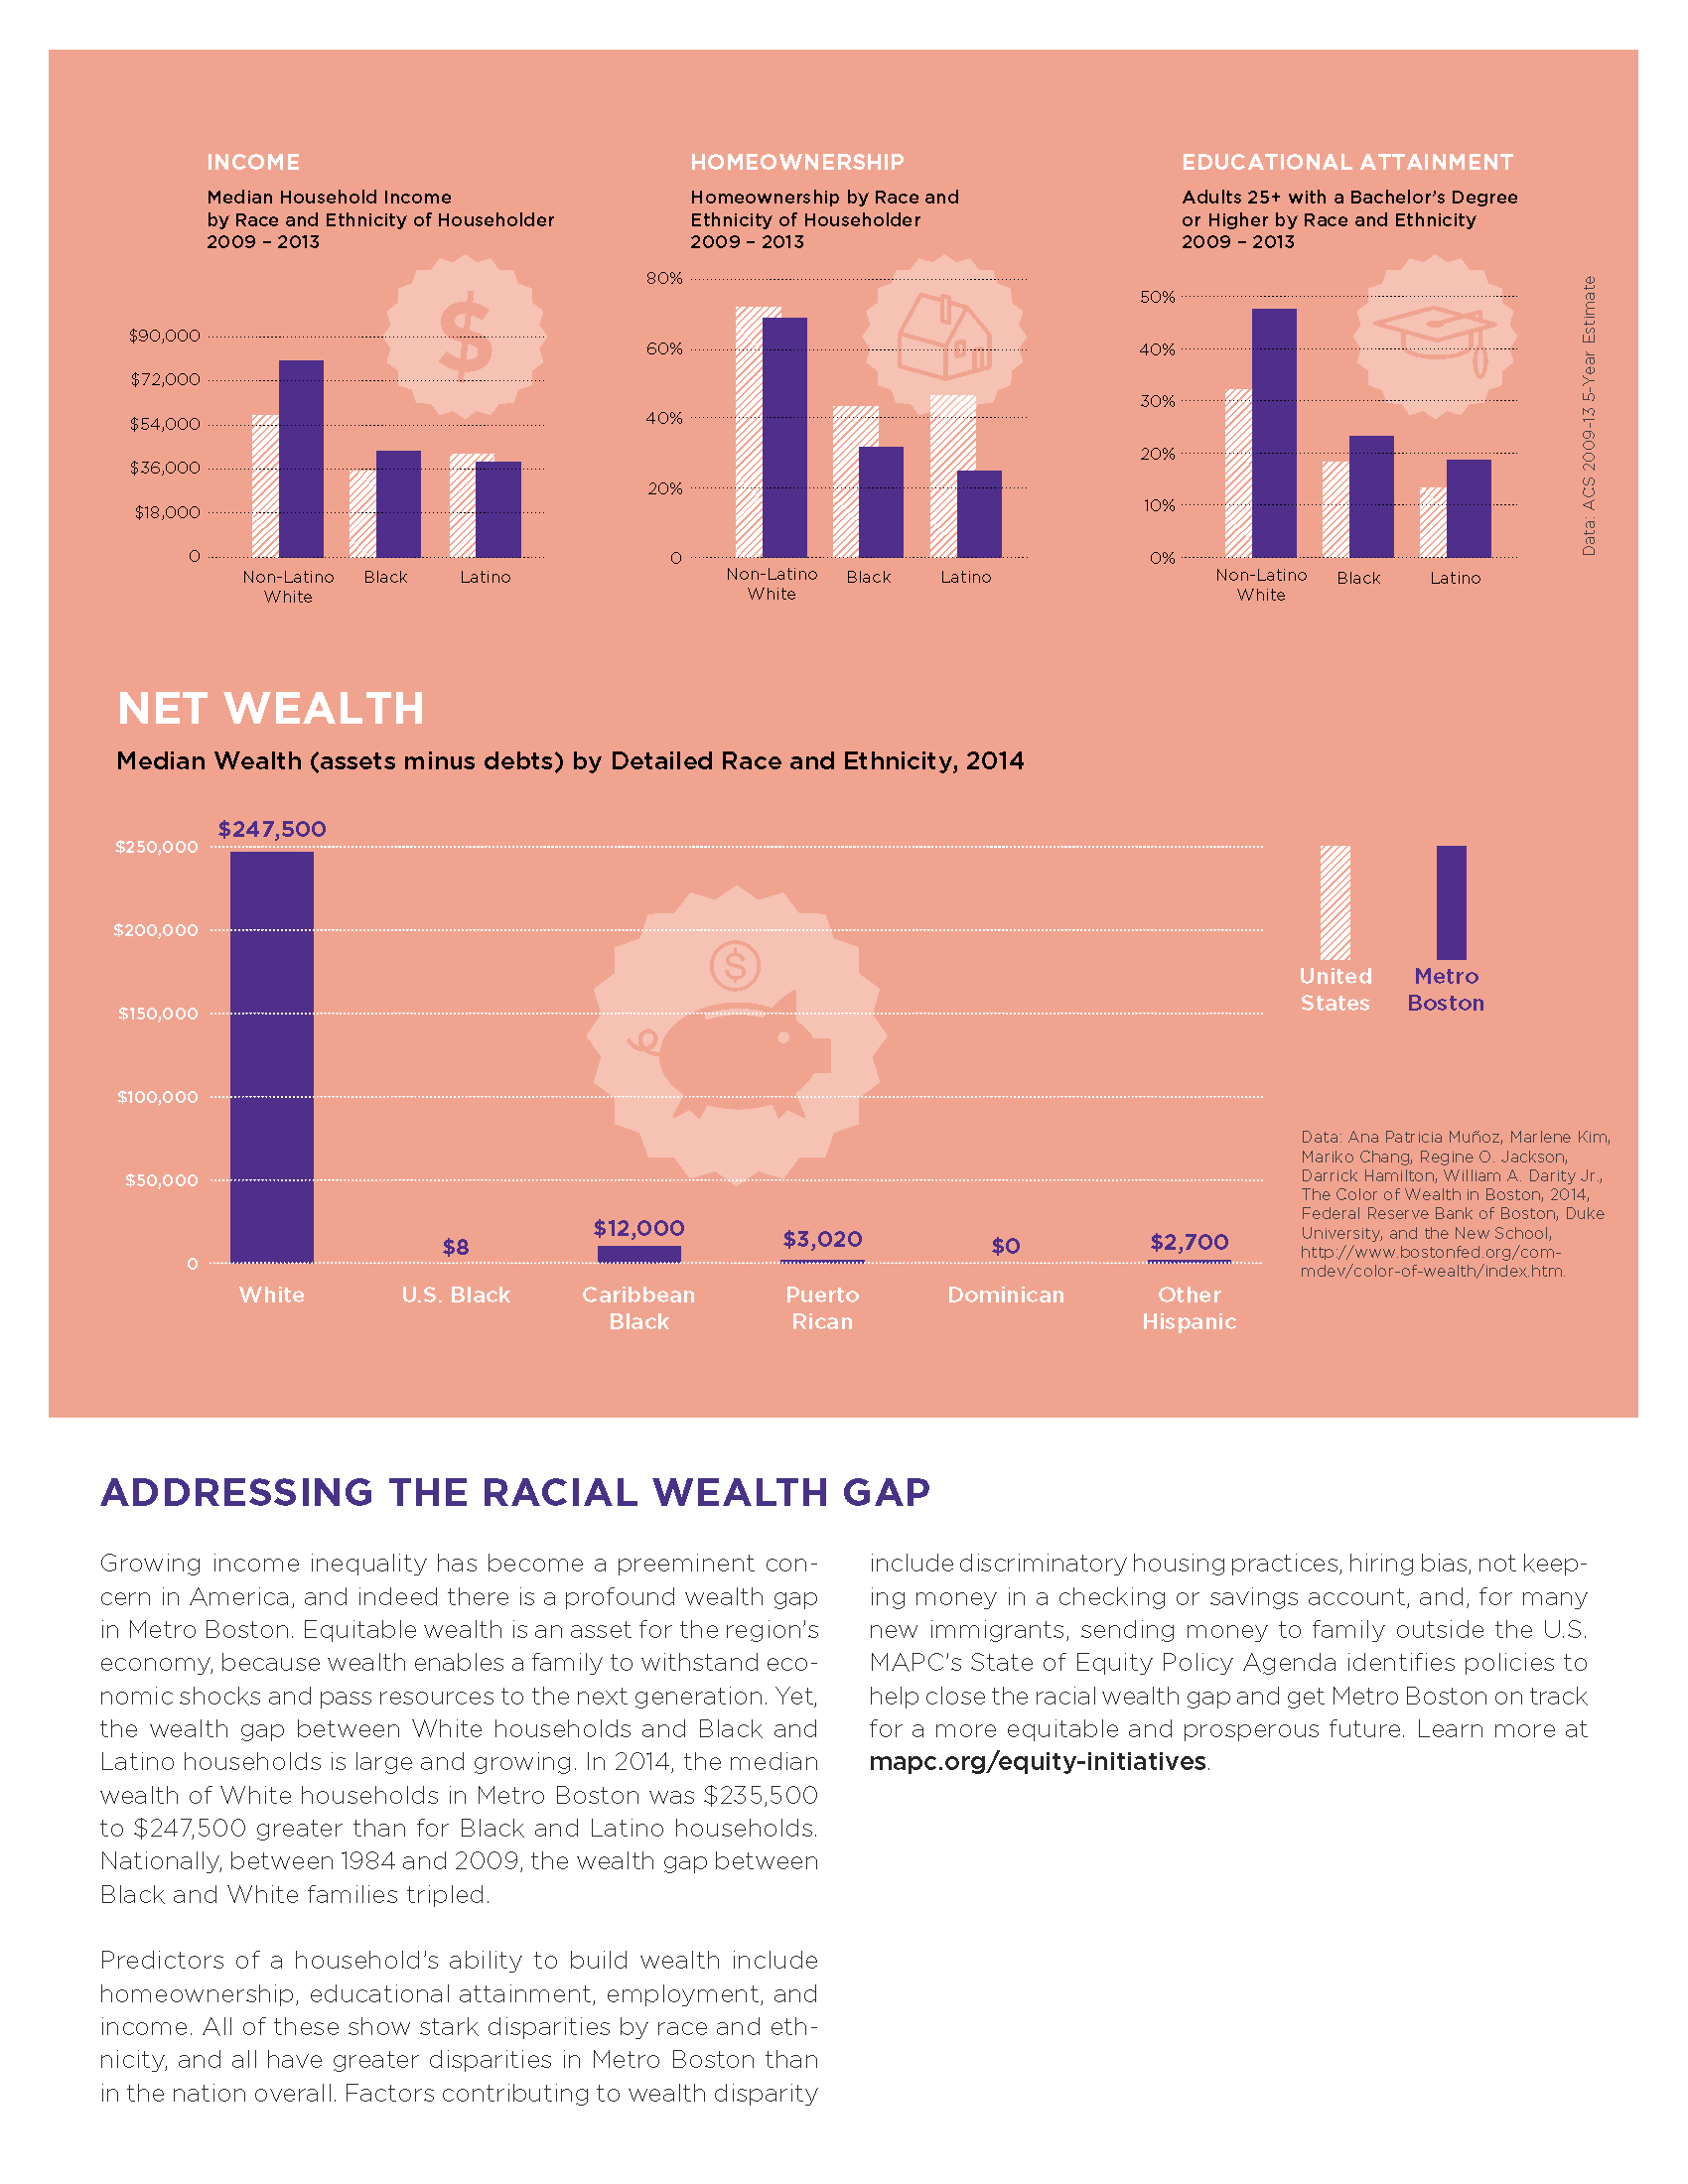 INCOME
Median Household Income
by Race and Ethnicity of Householder
2009 – 2013
$90,000
$72,000
$54,000
$36,000
$18,000
0
Non-Latino
White
Black
Latino
$
HOMEOWNERSHIP
Homeownership by Race and
Ethnicity of Householder
2009 – 2013
80%
60%
40%
20%
0
Non-Latino
White
Black
Latino
EDUCATIONAL ATTAINMENT
Adults 25+ with a Bachelor's Degree
or Higher by Race and Ethnicity
2009 – 2013
50%
40%
30%
20%
10%
0%
Non-Latino
White
Black
Latino
Data: ACS 2009-13 5-Year Estimate
NET WEALTH
Median Wealth (assets minus debts) by Detailed Race and Ethnicity, 2014
$250,000
$200,000
$150,000
$100,000
$50,000
0
$247,500
$8
$12,000
$3,020
$0
$2,700
$
White
U.S. Black
Caribbean
Black
Puerto
Rican
Dominican
Other
Hispanic
United
States
Metro
Boston
Data: Ana Patricia Muñoz, Marlene Kim,
Mariko Chang, Regine O. Jackson,
Darrick Hamilton, William A. Darity Jr.,
The Color of Wealth in Boston, 2014,
Federal Reserve Bank of Boston, Duke
University, and the New School,
http://www.bostonfed.org/com-
mdev/color-of-wealth/index.htm.
ADDRESSING THE RACIAL WEALTH GAP
Growing income inequality has become a preeminent con-
cern in America, and indeed there is a profound wealth gap
in Metro Boston. Equitable wealth is an asset for the region's
economy, because wealth enables a family to withstand eco-
nomic shocks and pass resources to the next generation. Yet,
the wealth gap between White households and Black and
Latino households is large and growing. In 2014, the median
wealth of White households in Metro Boston was $235,500
to $247,500 greater than for Black and Latino households.
Nationally, between 1984 and 2009, the wealth gap between
Black and White families tripled.
Predictors of a household's ability to build wealth include
homeownership, educational attainment, employment, and
income. All of these show stark disparities by race and eth-
nicity, and all have greater disparities in Metro Boston than
in the nation overall. Factors contributing to wealth disparity
include discriminatory housing practices, hiring bias, not keep-
ing money in a checking or savings account, and, for many
new immigrants, sending money to family outside the U.S.
MAPC's State of Equity Policy Agenda identifies policies to
help close the racial wealth gap and get Metro Boston on track
for a more equitable and prosperous future. Learn more at
mapc.org/equity-initiatives.